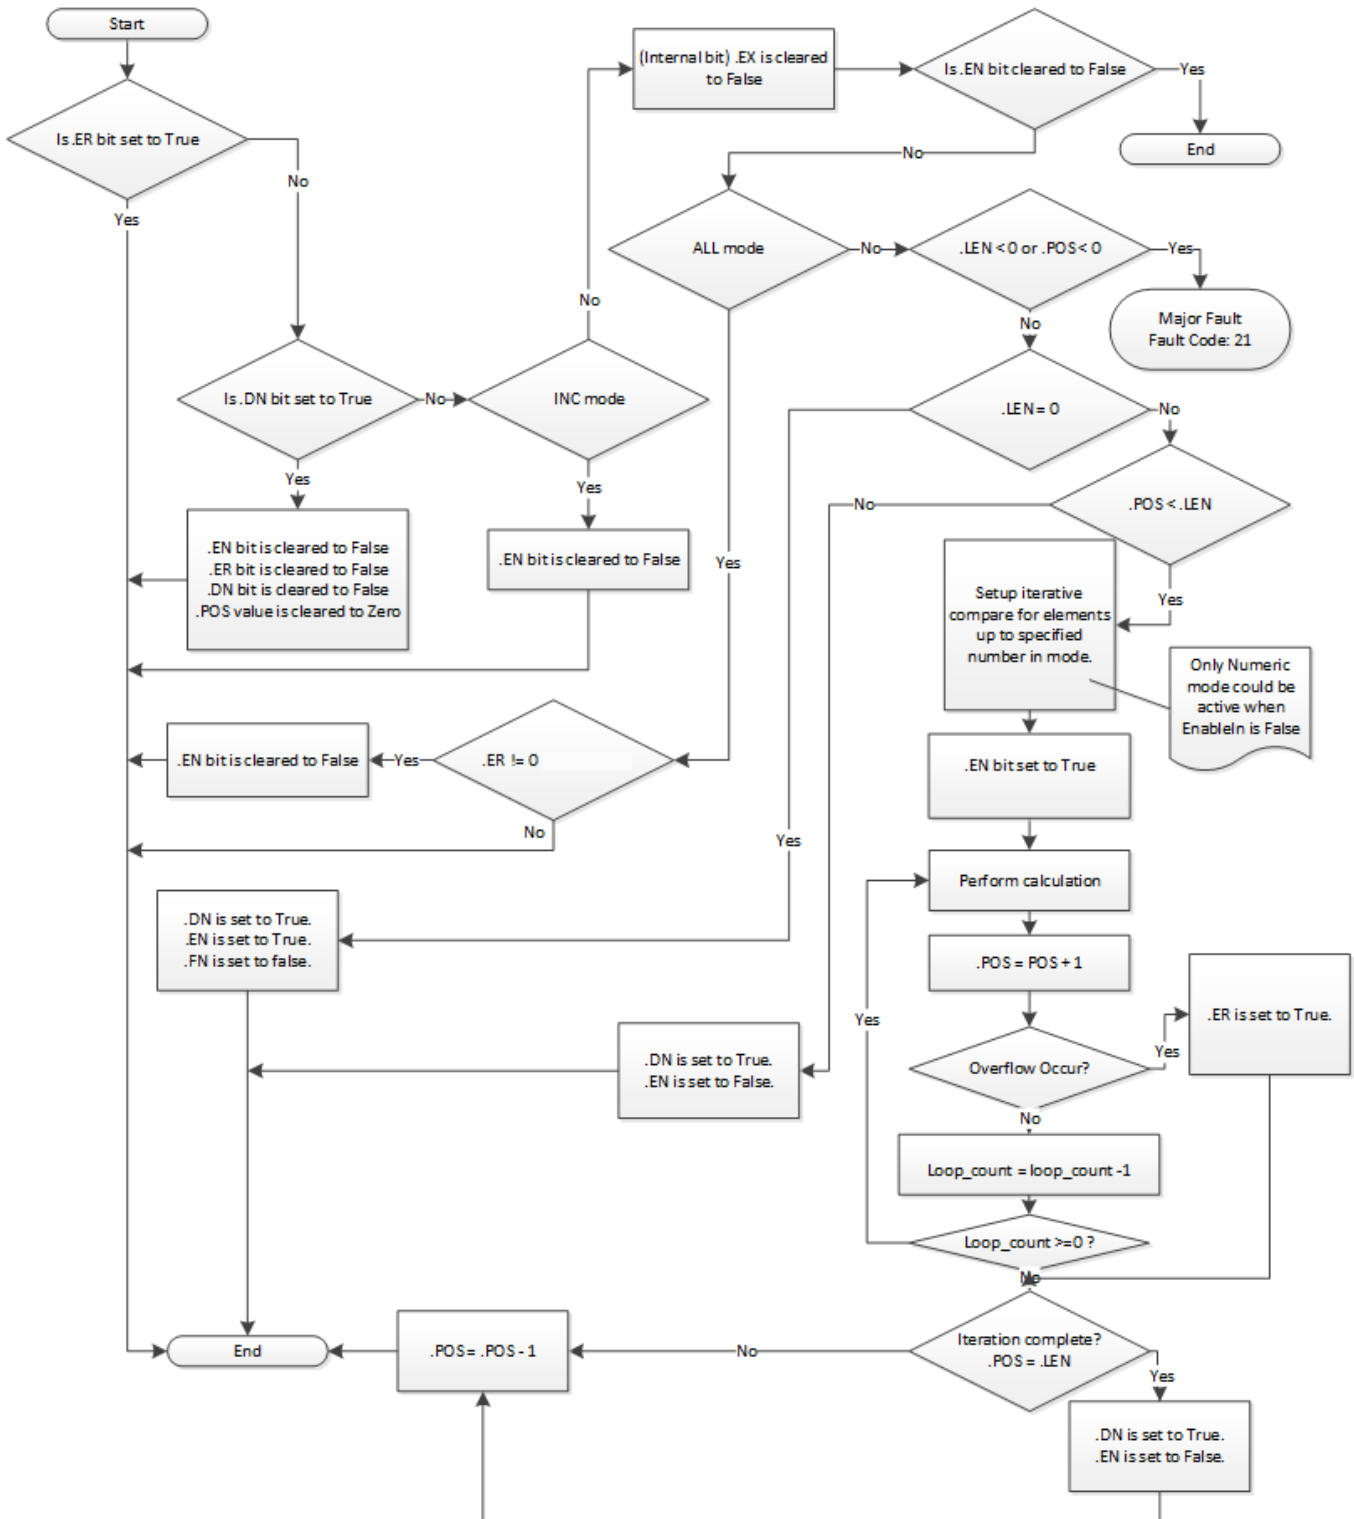 Start
(Internal bit) .EX is cleared
to False
Is .EN bit cleared to False
Yes
End
Is .ER bit set to True
No
No
Yes
ALL mode
No
.LEN < 0 or .POS < 0
Yes
Major Fault
Fault Code: 21
No
No
Is .DN bit set to True
No
INC mode
.LEN = 0
No
Yes
Yes
No
.POS < .LEN
.EN bit is cleared to False
.ER bit is cleared to False
.DN bit is cleared to False
.POS value is cleared to Zero
.EN bit is cleared to False
Yes
Setup iterative
compare for elements
up to specified
number in mode.
Yes
Only Numeric
mode could be
active when
EnableIn is False
.EN bit is cleared to False
Yes
.ER != 0
.EN bit set to True
No
Yes
Perform calculation
.DN is set to True.
.EN is set to True.
.FN is set to false.
.POS = POS + 1
Yes
.ER is set to True.
.DN is set to True.
.EN is set to False.
Overflow Occur?
Yes
No
Loop_count = loop_count -1
Loop_count >=0 ?
No
End
.POS = .POS - 1
No
Iteration complete?
.POS = .LEN
Yes
.DN is set to True.
.EN is set to False.